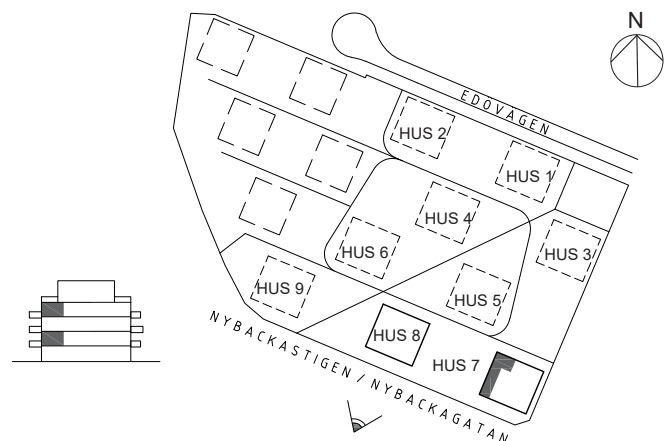 N
EDÖVÄGEN
HUS 2
HUS 1
HUS 4
HUS 3
HUS 6
HUS 5
HUS 9
HUS 8
HUS 7
NYBACKASTIGEN / NYBACKAGATAN